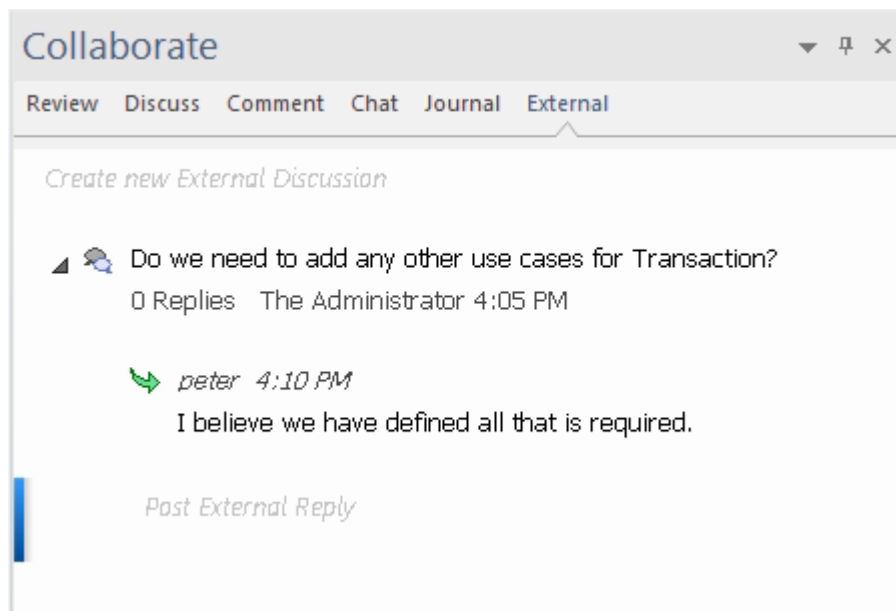 Collaborate
Review Discuss Comment Chat Journal External
Create new External Discussion
Do we need to add any other use cases for Transaction?
0 Replies The Administrator 4:05 PM
peter 4:10 PM
I believe we have defined all that is required.
Post External Reply